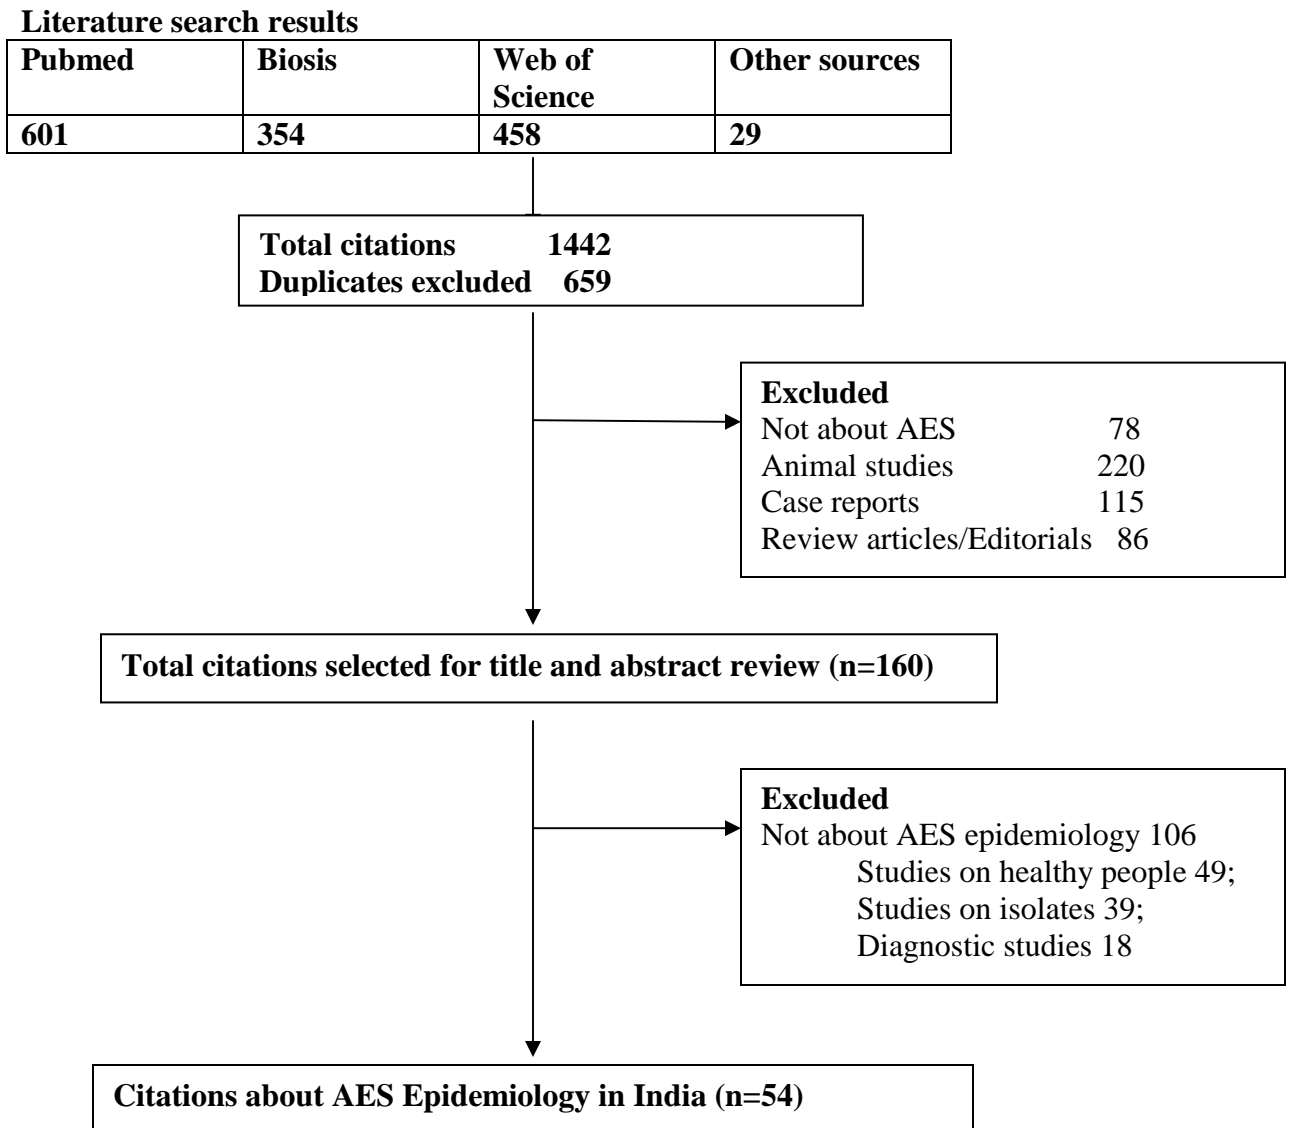 Literature search results
Pubmed Biosis Web of Science Other sources
601 354 458 29
Total citations 1442
Duplicates excluded 659
Excluded
Not about AES 78
Animal studies 220
Case reports 115
Review articles/Editorials 86
Total citations selected for title and abstract review (n=160)
Excluded
Not about AES epidemiology 106
Studies on healthy people 49;
Studies on isolates 39;
Diagnostic studies 18
Citations about AES Epidemiology in India (n=54)